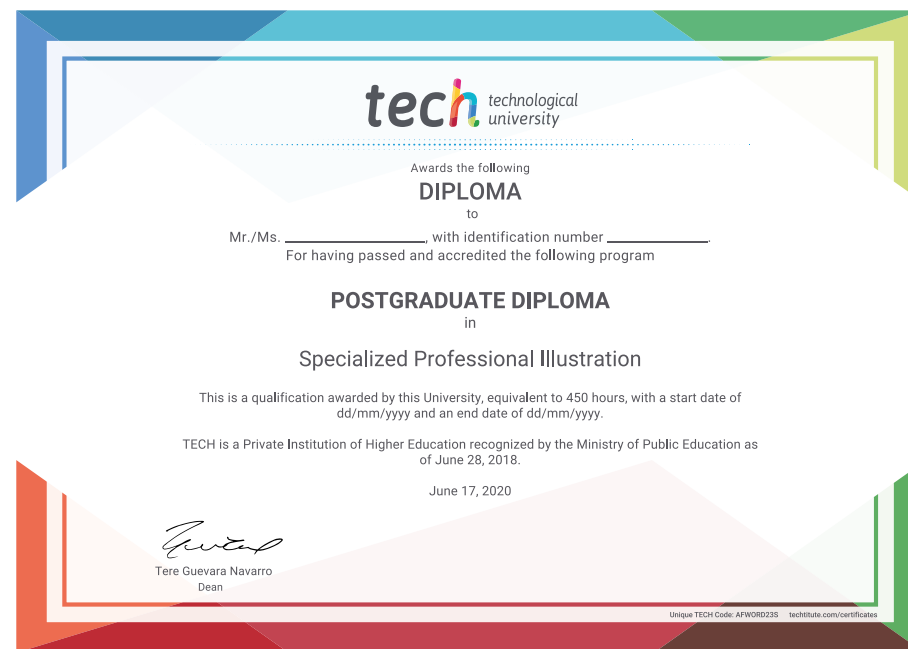 tech technological
university
Awards the following
DIPLOMA
to
Mr./Ms. ____________________, with identification number ______________.
For having passed and accredited the following program
POSTGRADUATE DIPLOMA
in
Specialized Professional Illustration
This is a qualification awarded by this University, equivalent to 450 hours, with a start date of
dd/mm/yyyy and an end date of dd/mm/yyyy.
TECH is a Private Institution of Higher Education recognized by the Ministry of Public Education as
of June 28, 2018.
June 17, 2020
Tere Guevara Navarro
Dean
Unique TECH Code: AFWORD23S techtitute.com/certificates